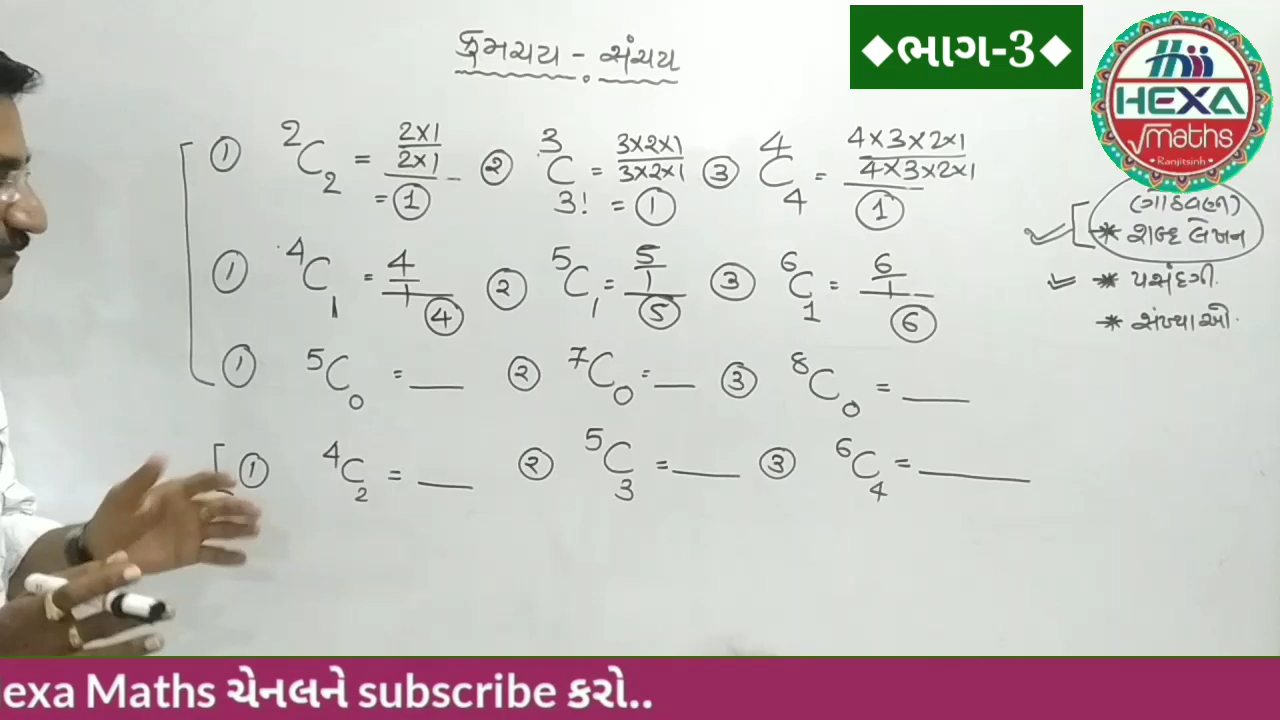 ક્રમચય - સંચય
◆ભાગ-3◆
HEXA
√maths
Ranjitsinh
① ²C₂ = 2×1 / 2×1 = ① ② ³C₃! = 3×2×1 / 3×2×1 = ① ③ ⁴C₄ = 4×3×2×1 / 4×3×2×1 ①
(ગોઠવણી)
* શબ્દ લેખન
① ⁴C₁ = 4/1 ④ ② ⁵C₁ = 5/1 ⑤ ③ ⁶C₁ = 6/1 ⑥
* પસંદગી.
* સંખ્યાઓ.
① ⁵C₀ = ___ ② ⁷C₀ = __ ③ ⁸C₀ = ___
① ⁴C₂ = ___ ② ⁵C₃ = ___ ③ ⁶C₄ = ___
Hexa Maths ચેનલને subscribe કરો..